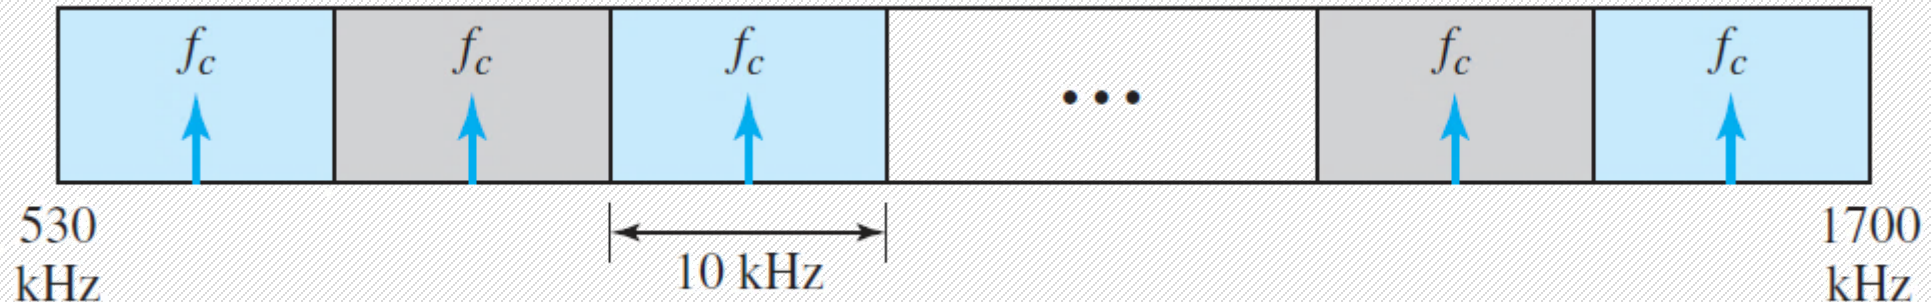 f_c f_c f_c ••• f_c f_c
530 1700
kHz 10 kHz kHz